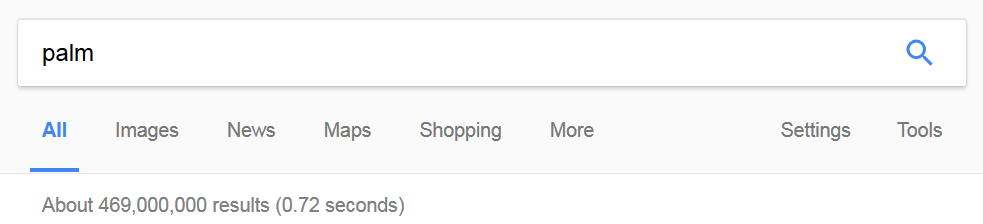 palm
All Images News Maps Shopping More Settings Tools
About 469,000,000 results (0.72 seconds)